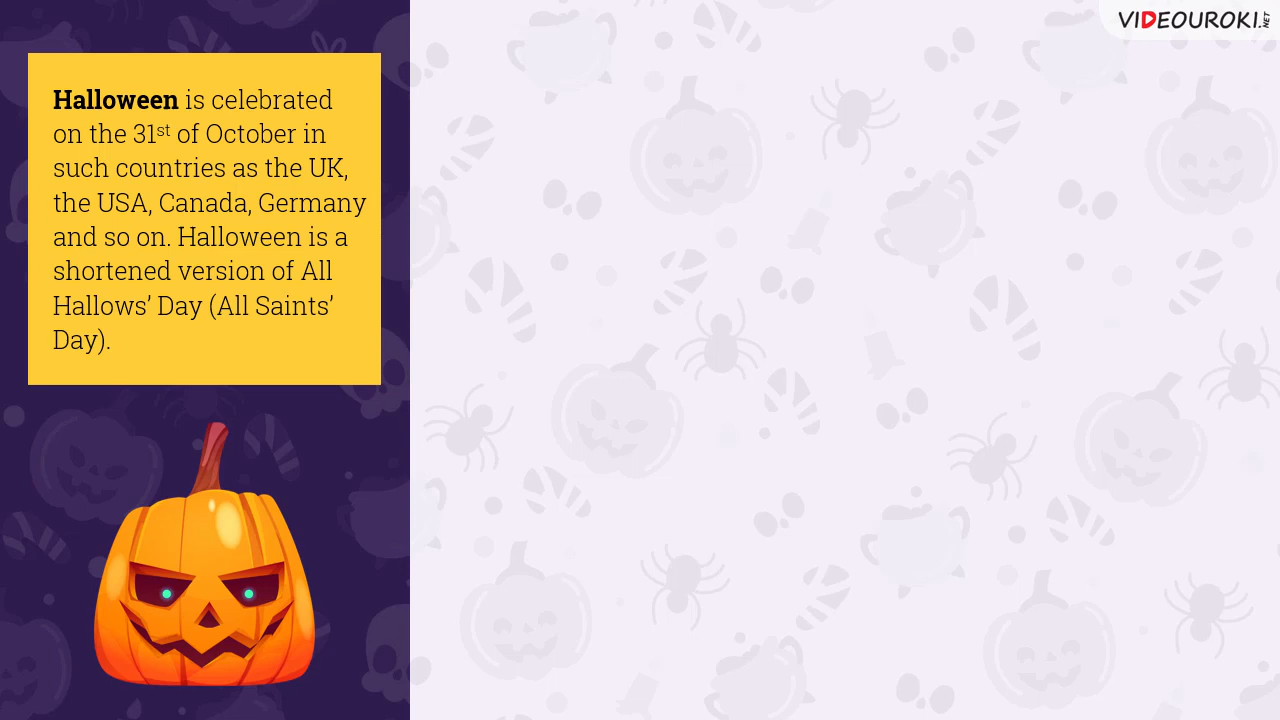 VIDEOUROKI.NET
Halloween is celebrated
on the 31st of October in
such countries as the UK,
the USA, Canada, Germany
and so on. Halloween is a
shortened version of All
Hallows’ Day (All Saints’
Day).